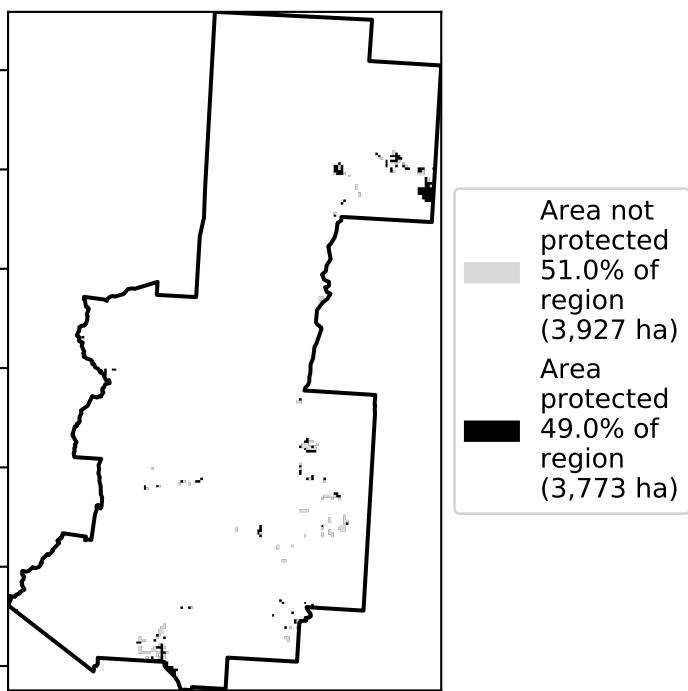 Area not
protected
51.0% of
region
(3,927 ha)
Area
protected
49.0% of
region
(3,773 ha)